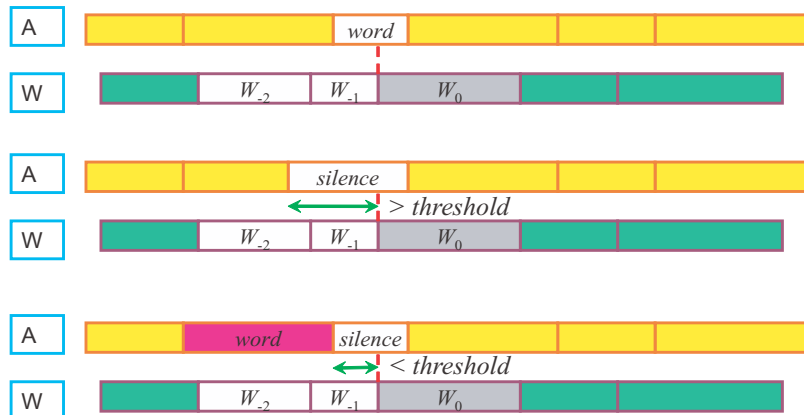 A word
W W-2 W-1 W0
A silence
> threshold
W W-2 W-1 W0
A word silence
< threshold
W W-2 W-1 W0